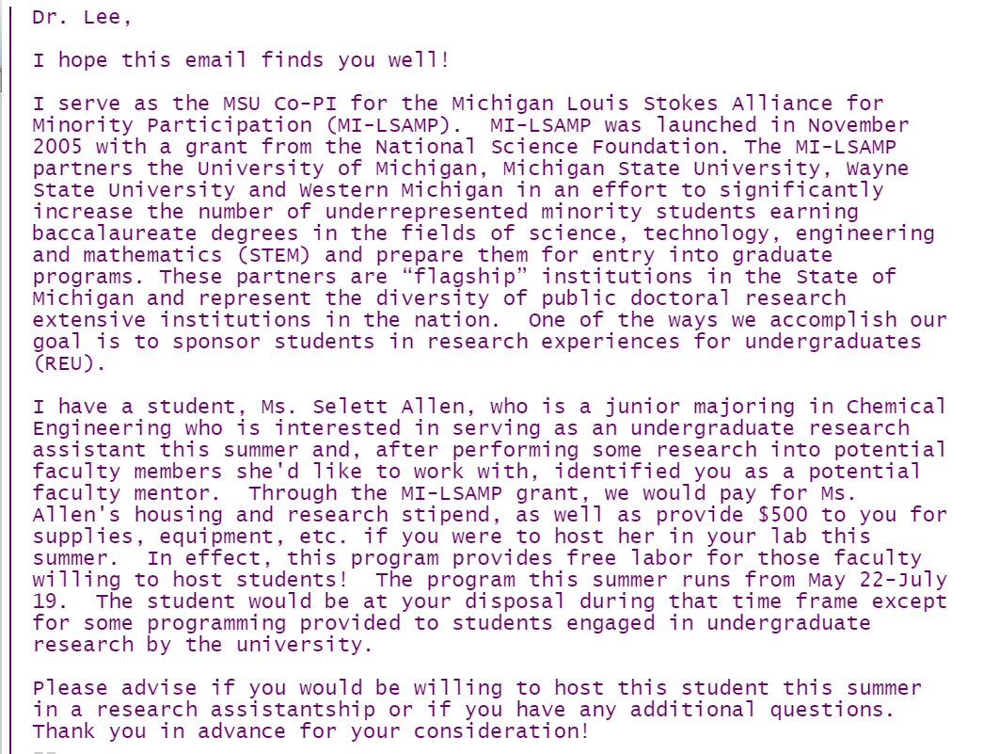 Dr. Lee,
I hope this email finds you well!
I serve as the MSU Co-PI for the Michigan Louis Stokes Alliance for
Minority Participation (MI-LSAMP).  MI-LSAMP was launched in November
2005 with a grant from the National Science Foundation. The MI-LSAMP
partners the University of Michigan, Michigan State University, Wayne
State University and Western Michigan in an effort to significantly
increase the number of underrepresented minority students earning
baccalaureate degrees in the fields of science, technology, engineering
and mathematics (STEM) and prepare them for entry into graduate
programs. These partners are “flagship” institutions in the State of
Michigan and represent the diversity of public doctoral research
extensive institutions in the nation.  One of the ways we accomplish our
goal is to sponsor students in research experiences for undergraduates
(REU).
I have a student, Ms. Selett Allen, who is a junior majoring in Chemical
Engineering who is interested in serving as an undergraduate research
assistant this summer and, after performing some research into potential
faculty members she'd like to work with, identified you as a potential
faculty mentor.  Through the MI-LSAMP grant, we would pay for Ms.
Allen's housing and research stipend, as well as provide $500 to you for
supplies, equipment, etc. if you were to host her in your lab this
summer.  In effect, this program provides free labor for those faculty
willing to host students!  The program this summer runs from May 22-July
19.  The student would be at your disposal during that time frame except
for some programming provided to students engaged in undergraduate
research by the university.
Please advise if you would be willing to host this student this summer
in a research assistantship or if you have any additional questions.
Thank you in advance for your consideration!
--